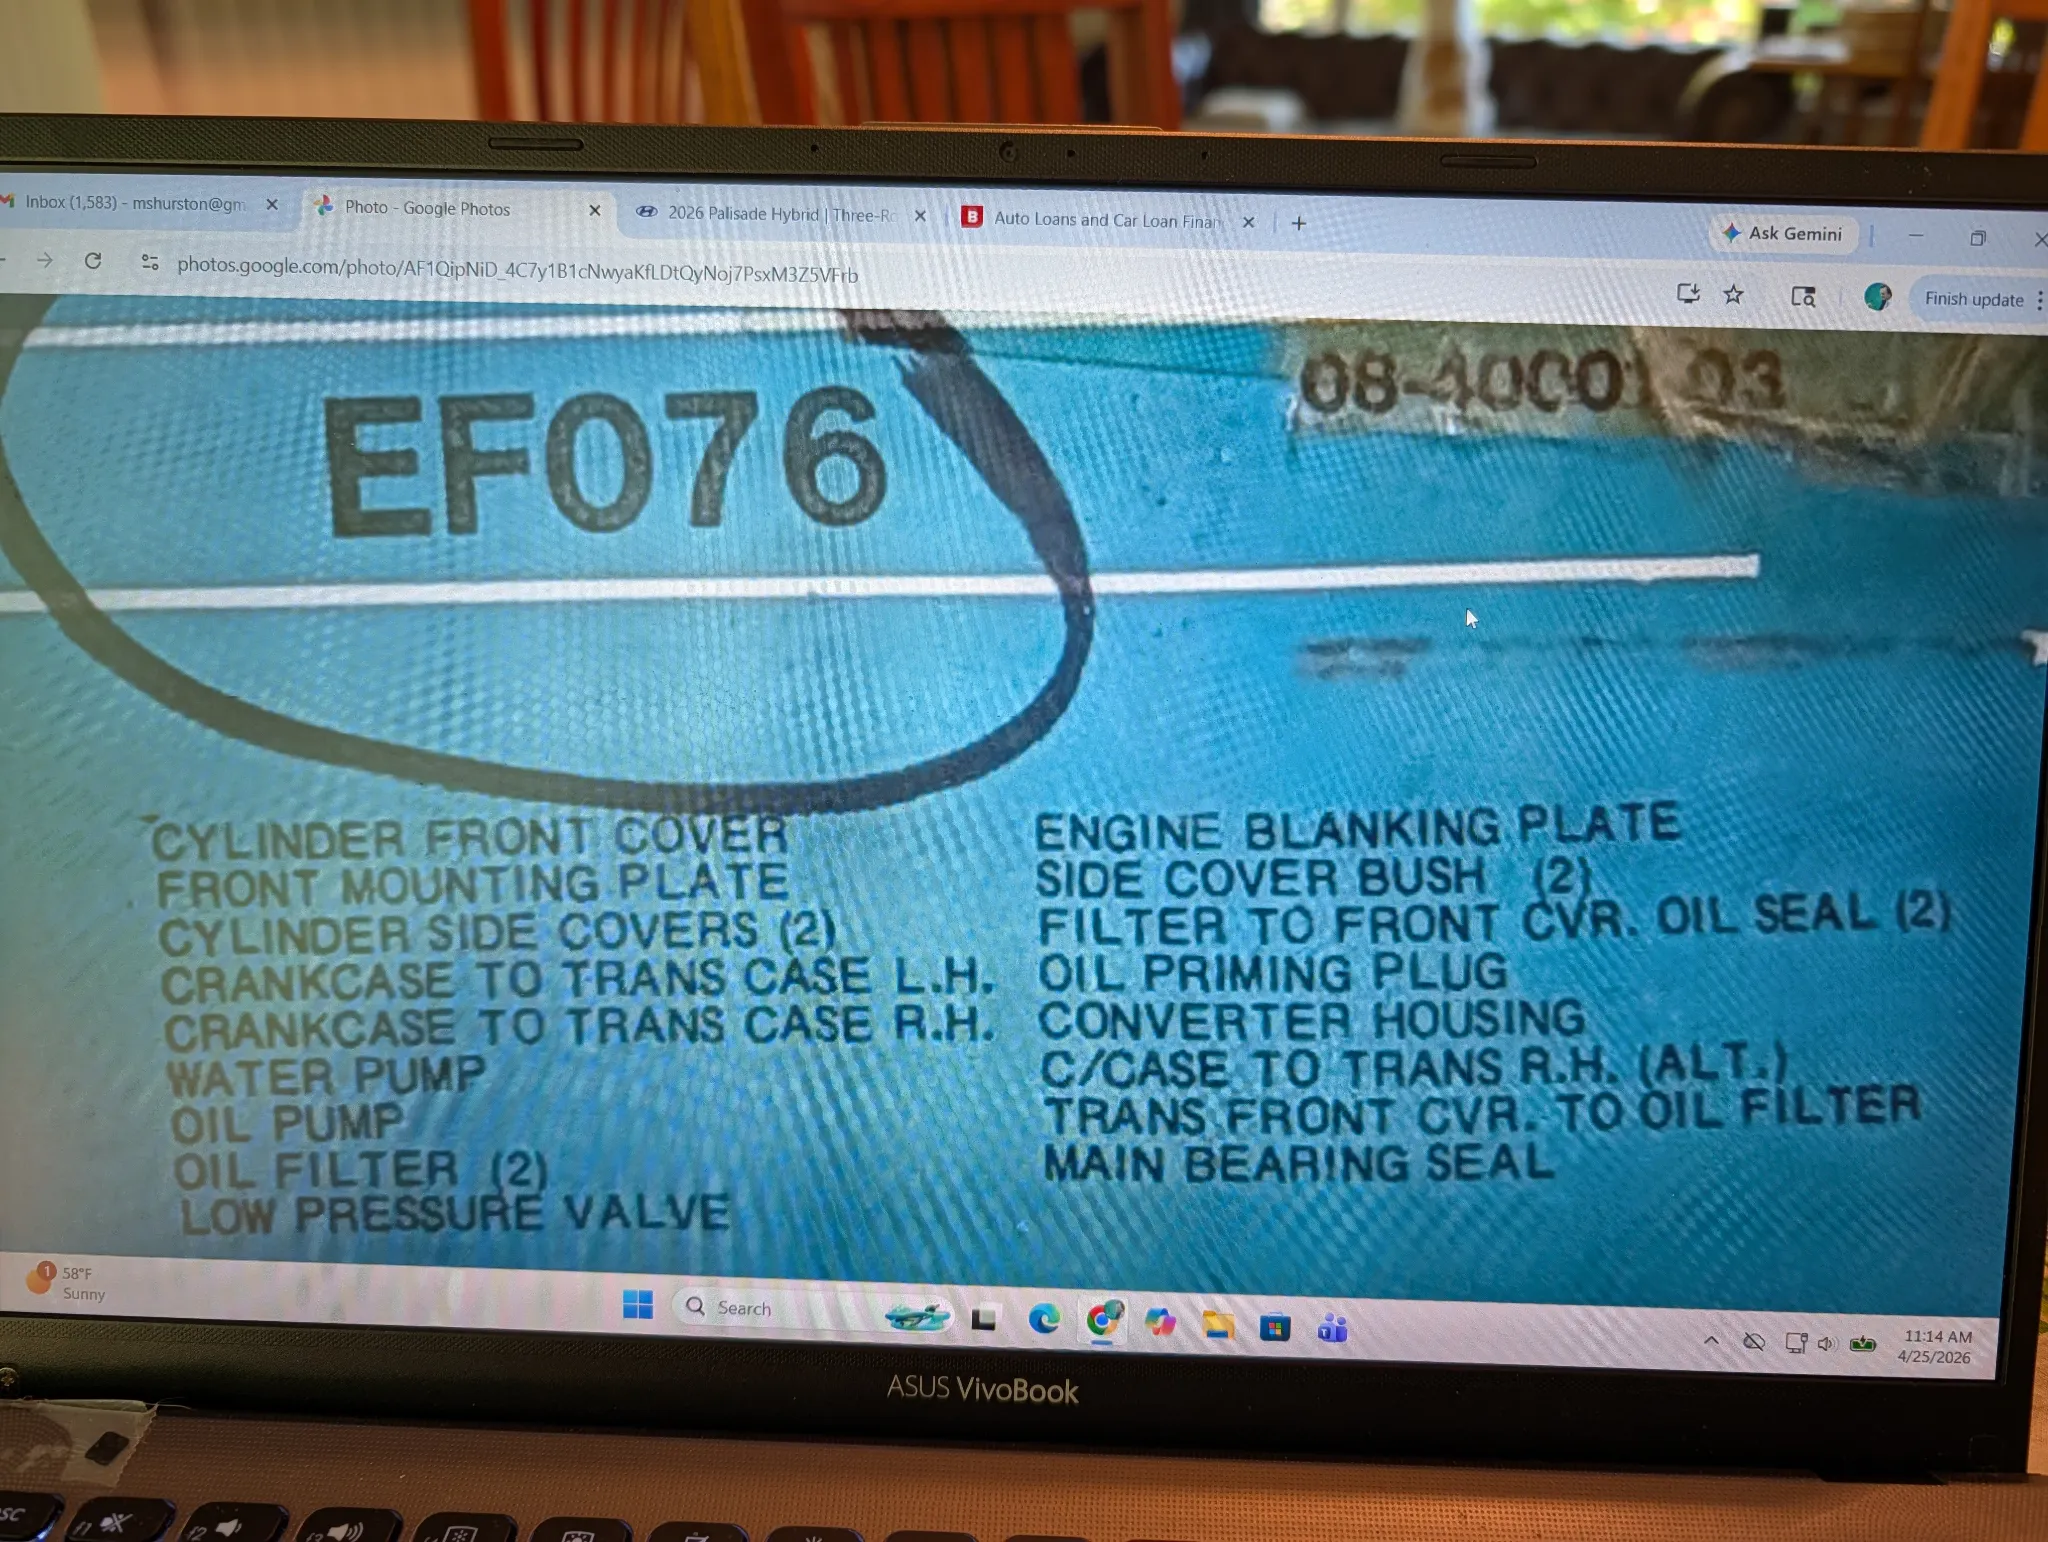 Inbox (1,583) - mshurston@gm
Photo - Google Photos
2026 Palisade Hybrid | Three-Ro
B
Auto Loans and Car Loan Finan
Ask Gemini
photos.google.com/photo/AF1QipNiD_4C7y1B1cNwyaKfLDtQyNoj7PsxM3Z5VFrb
Finish update
EF076
CYLINDER FRONT COVER
FRONT MOUNTING PLATE
CYLINDER SIDE COVERS (2)
CRANKCASE TO TRANS CASE L.H.
CRANKCASE TO TRANS CASE R.H.
WATER PUMP
OIL PUMP
OIL FILTER (2)
LOW PRESSURE VALVE
ENGINE BLANKING PLATE
SIDE COVER BUSH (2)
FILTER TO FRONT CVR. OIL SEAL (2)
OIL PRIMING PLUG
CONVERTER HOUSING
C/CASE TO TRANS R.H. (ALT.)
TRANS FRONT CVR. TO OIL FILTER
MAIN BEARING SEAL
1
58°F
Sunny
Search
11:14 AM
4/25/2026
ASUS VivoBook
f1
f2